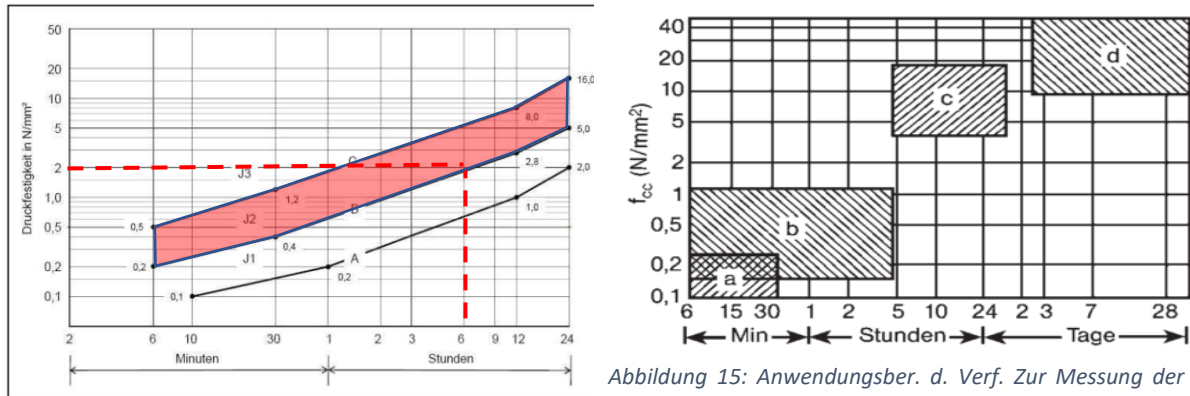 Druckfestigkeit in N/mm²
50
20
10
5
2
1,0
0,5
0,2
0,1
16,0
8,0
5,0
C
2,8
2,0
J3
0,5
1,2
J2
B
1,0
0,4
0,2
J1
A
0,2
0,1
2 6 10 30 1 2 3 6 9 12 24
Minuten Stunden
f_cc (N/mm²)
40
20
10
5
2
1
0,5
0,2
0,1
d
c
b
a
6 15 30 1 2 5 10 24 2 3 7 28
Min Stunden Tage
Abbildung 15: Anwendungsber. d. Verf. Zur Messung der